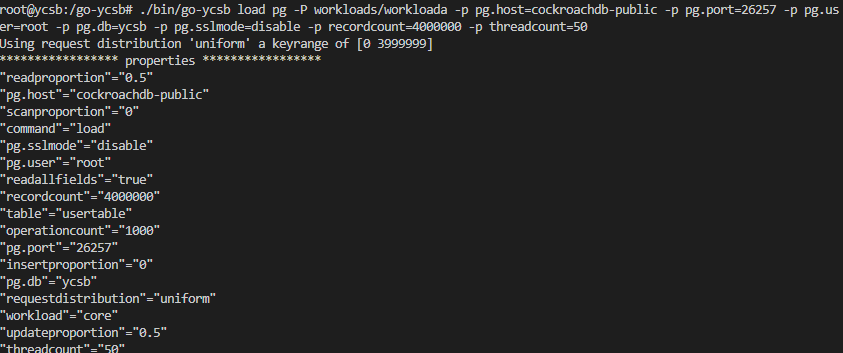 root@ycsb:/go-ycsb# ./bin/go-ycsb load pg -P workloads/workloada -p pg.host=cockroachdb-public -p pg.port=26257 -p pg.us
er=root -p pg.db=ycsb -p pg.sslmode=disable -p recordcount=4000000 -p threadcount=50
Using request distribution 'uniform' a keyrange of [0 3999999]
***************** properties *****************
"readproportion"="0.5"
"pg.host"="cockroachdb-public"
"scanproportion"="0"
"command"="load"
"pg.sslmode"="disable"
"pg.user"="root"
"readallfields"="true"
"recordcount"="4000000"
"table"="usertable"
"operationcount"="1000"
"pg.port"="26257"
"insertproportion"="0"
"pg.db"="ycsb"
"requestdistribution"="uniform"
"workload"="core"
"updateproportion"="0.5"
"threadcount"="50"